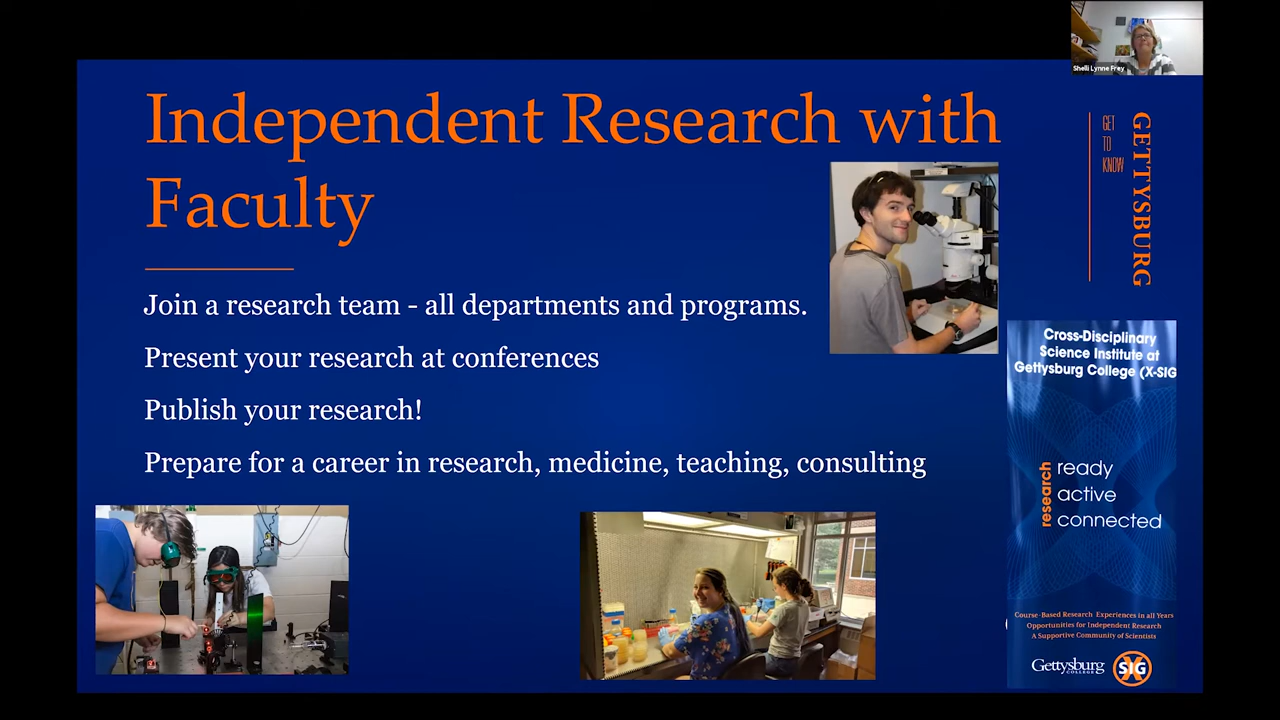 Shelli Lynne Frey
Independent Research with
Faculty
GET
TO
KNOW
GETTYSBURG
Join a research team - all departments and programs.
Present your research at conferences
Publish your research!
Prepare for a career in research, medicine, teaching, consulting
Cross-Disciplinary
Science Institute at
Gettysburg College (X-SIG
research
ready
active
connected
Course-Based Research Experiences in all Years
Opportunities for Independent Research
A Supportive Community of Scientists
Gettysburg
COLLEGE
X
SIG